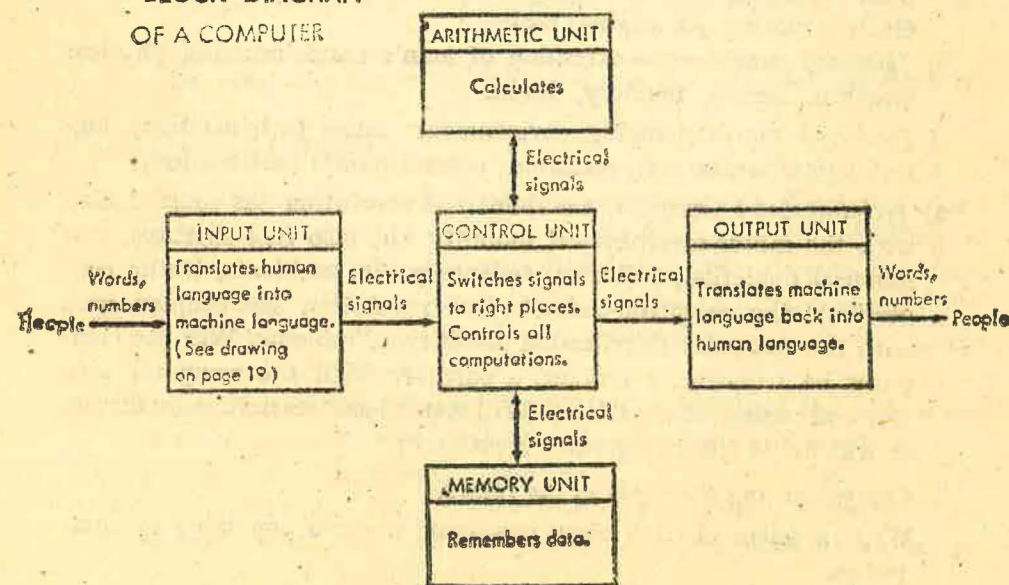 BLOCK DIAGRAM
OF A COMPUTER
ARITHMETIC UNIT
Calculates
Electrical
signals
INPUT UNIT
Translates human
language into
machine language.
(See drawing
on page 19)
CONTROL UNIT
Switches signals
to right places.
Controls all
computations.
OUTPUT UNIT
Translates machine
language back into
human language.
People
Words,
numbers
Electrical
signals
Electrical
signals
Words,
numbers
People
Electrical
signals
MEMORY UNIT
Remembers data.